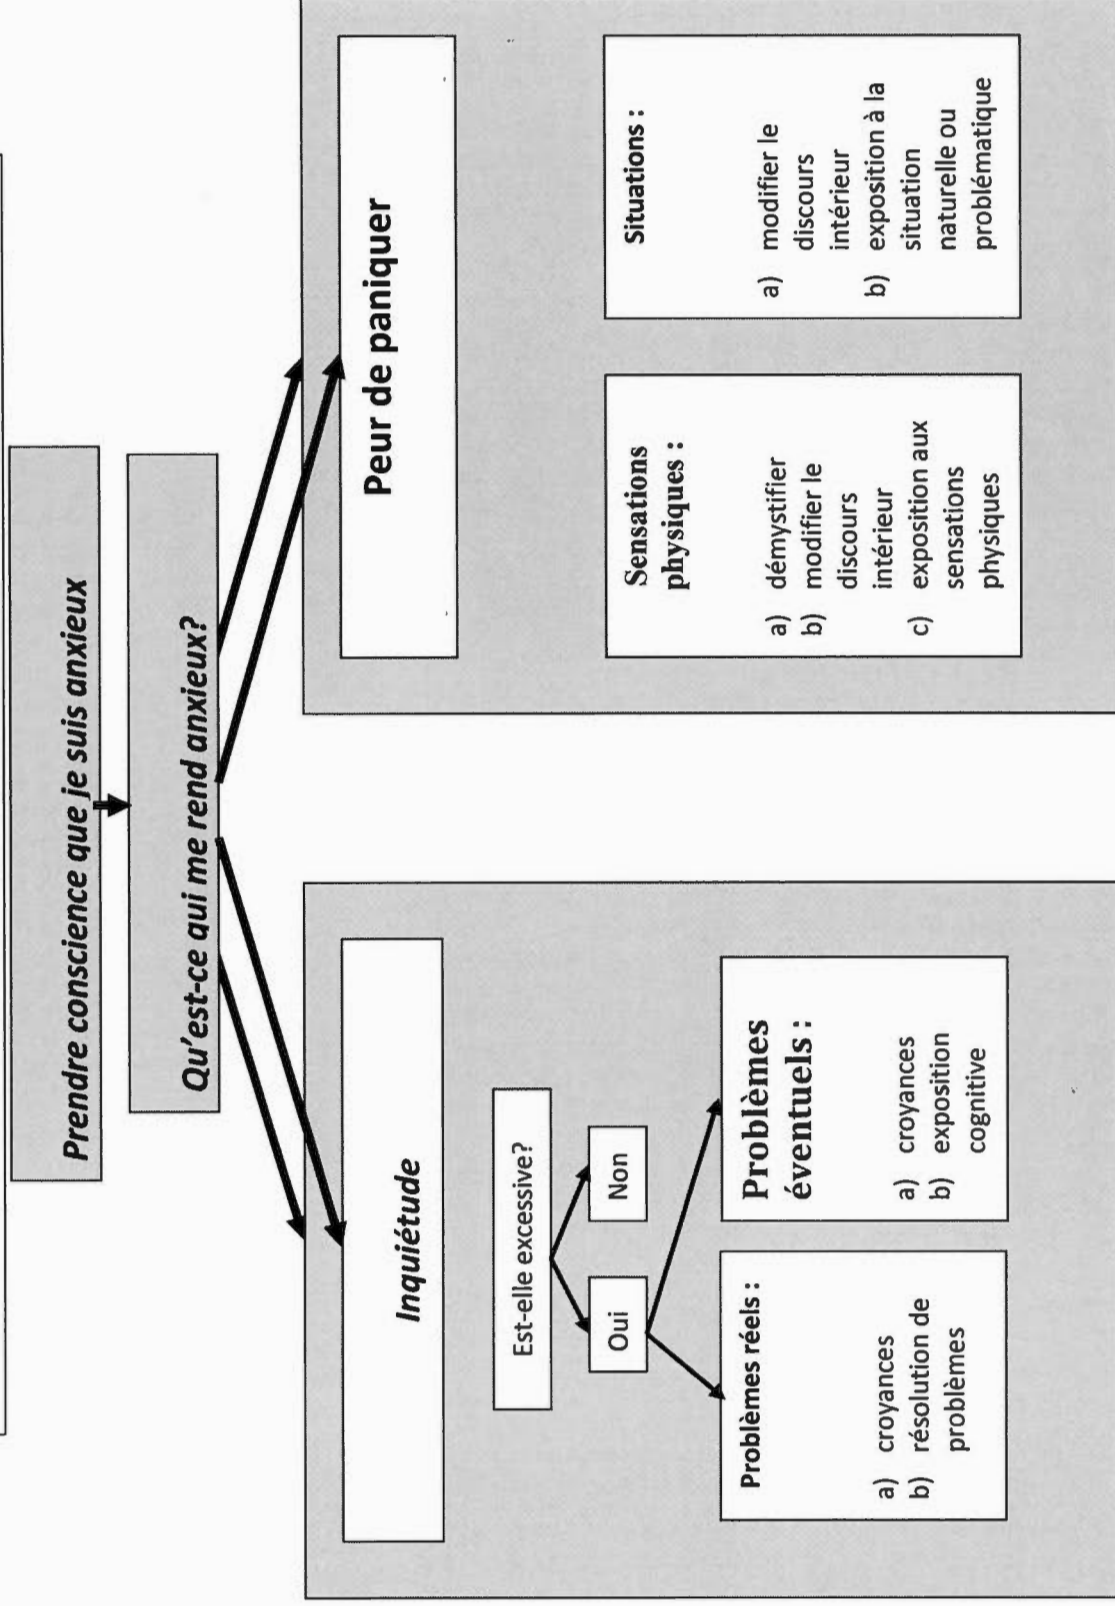 Prendre conscience que je suis anxieux
Qu'est-ce qui me rend anxieux?
Inquiétude
Est-elle excessive?
Oui
Non
Problèmes réels :
a) croyances
b) résolution de
problèmes
Problèmes
éventuels :
a) croyances
b) exposition
cognitive
Peur de paniquer
Sensations
physiques :
a) démystifier
b) modifier le
discours
intérieur
c) exposition aux
sensations
physiques
Situations :
a) modifier le
discours
intérieur
b) exposition à la
situation
naturelle ou
problématique